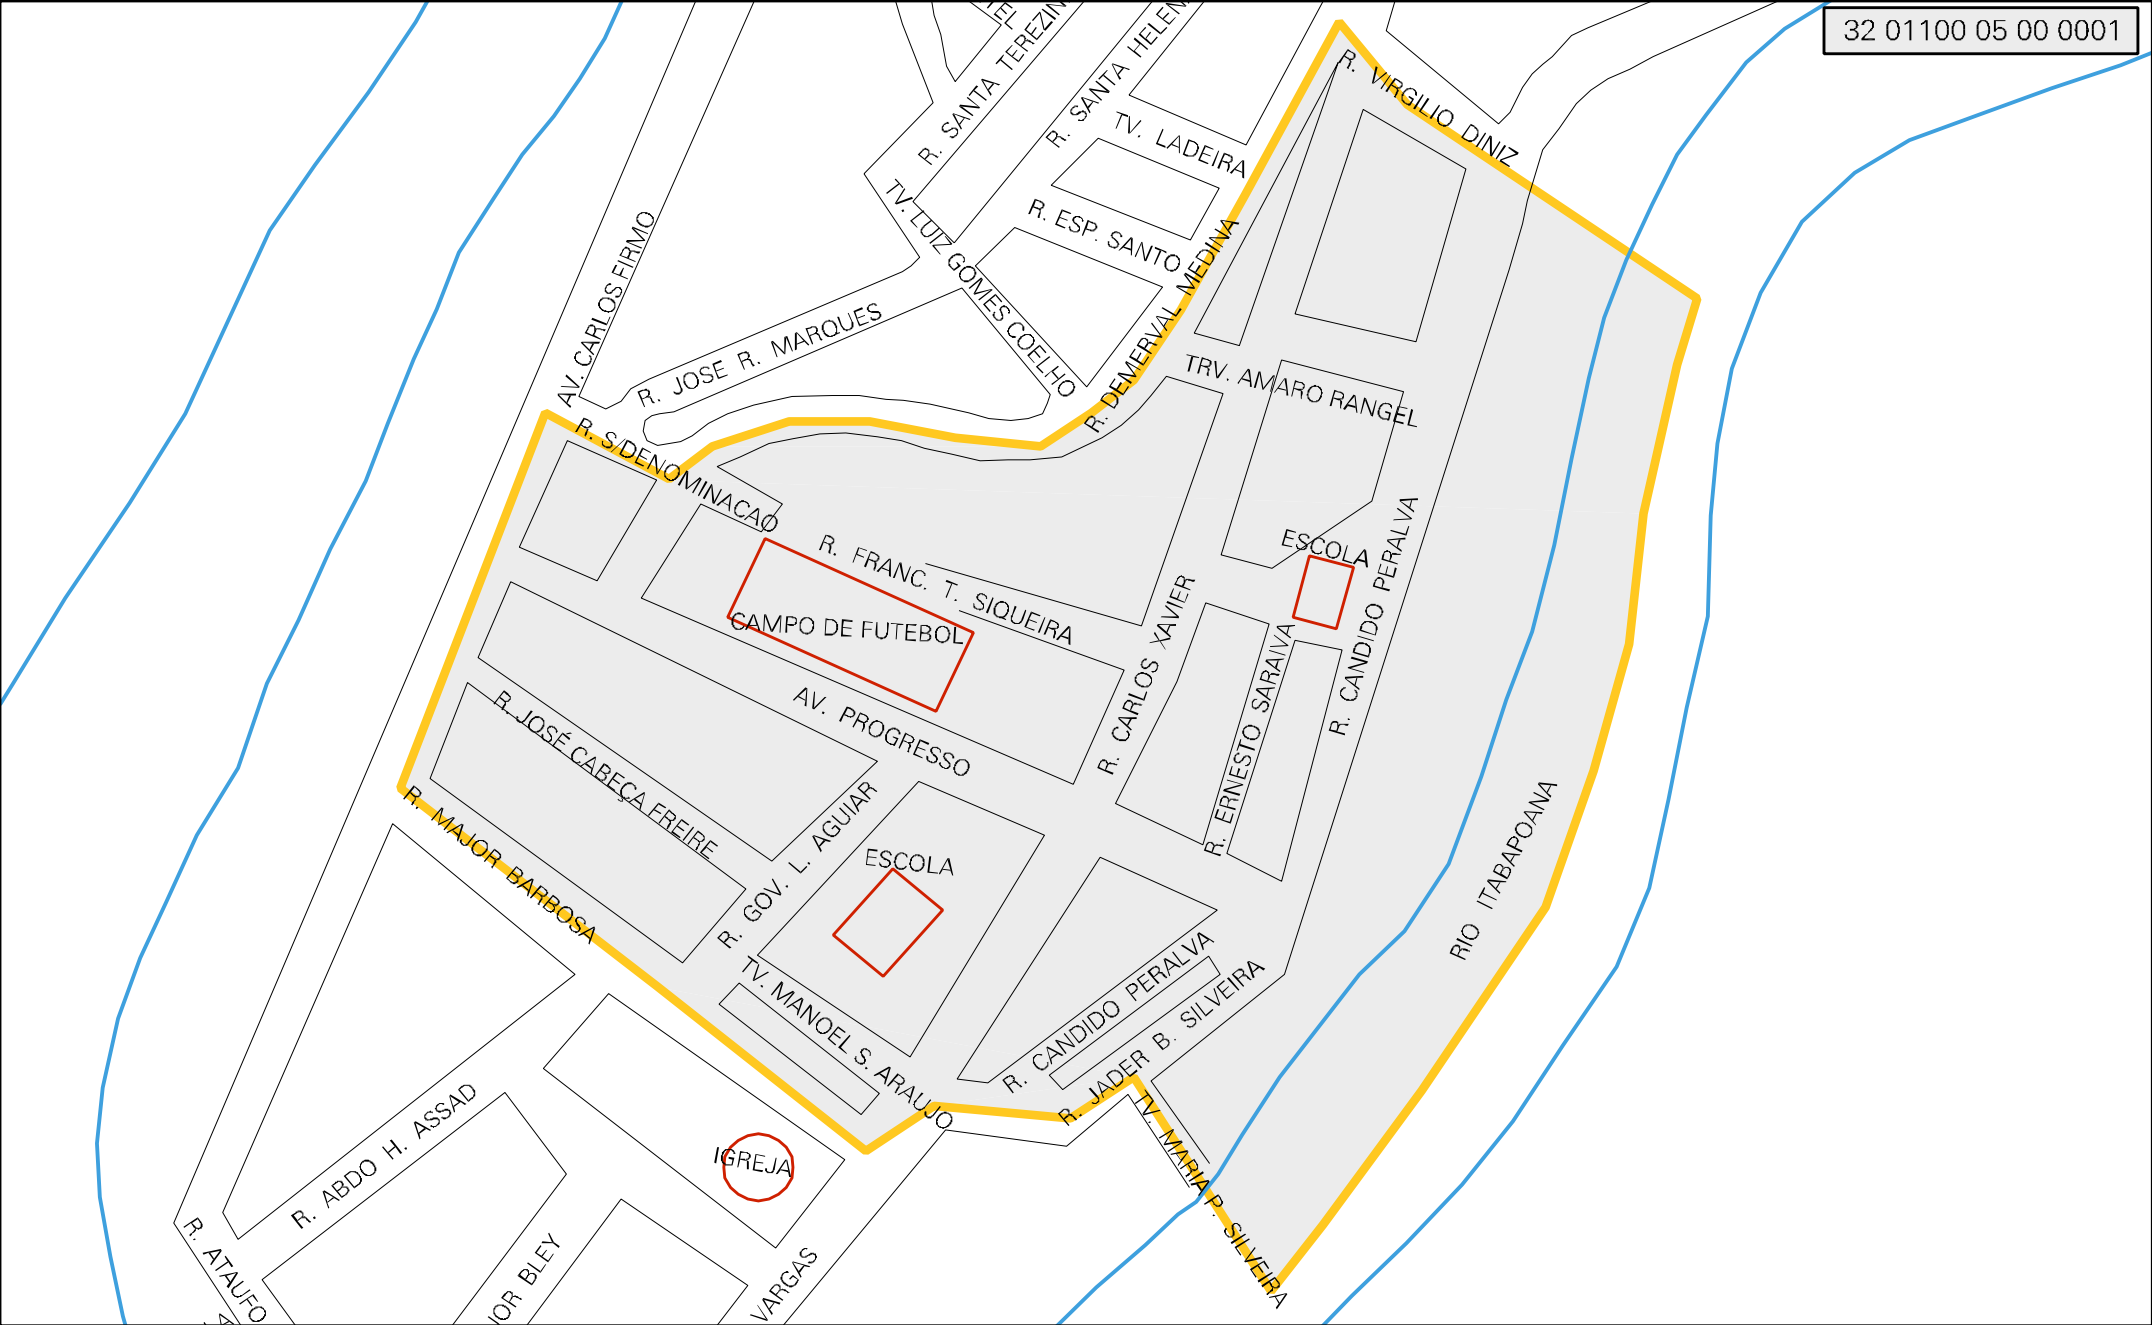 32 01100 05 00 0001
R. SANTA TEREZIN
R. SANTA HELEN
R. VIRGILIO DINIZ
TV. LADEIRA
TV. LUIZ GOMES COELHO
R. ESP. SANTO
AV. CARLOS FIRMO
R. DEMERVAL MEDINA
R. JOSE R. MARQUES
TRV. AMARO RANGEL
R. S/DENOMINACAO
R. FRANC. T. SIQUEIRA
ESCOLA
R. CANDIDO PERALVA
CAMPO DE FUTEBOL
R. CARLOS XAVIER
R. ERNESTO SARAIVA
AV. PROGRESSO
R. JOSÉ CABEÇA FREIRE
R. MAJOR BARBOSA
R. GOV. L. AGUIAR
ESCOLA
RIO ITABAPOANA
TV. MANOEL S. ARAUJO
R. CANDIDO PERALVA
R. JADER B. SILVEIRA
TV. MARIA P. SILVEIRA
R. ABDO H. ASSAD
IGREJA
R. ATAUFO
JOR BLEY
VARGAS